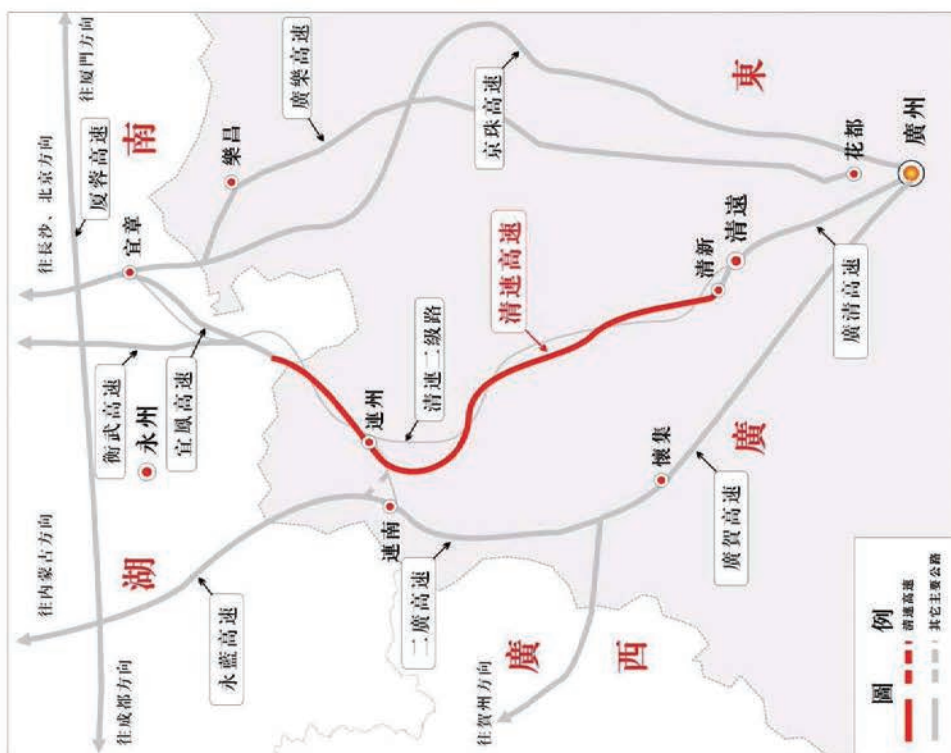 往廈門方向
廈蓉高速
往長沙、北京方向
南
宜章
樂昌
廣樂高速
京珠高速
東
花都
廣州
衡武高速
永州
宜鳳高速
連州
清連二級路
清連高速
清新
清遠
廣清高速
湖
往內蒙古方向
往成都方向
永藍高速
連南
二廣高速
懷集
廣賀高速
廣
廣
西
往賀州方向
圖 例
清連高速
其它主要公路